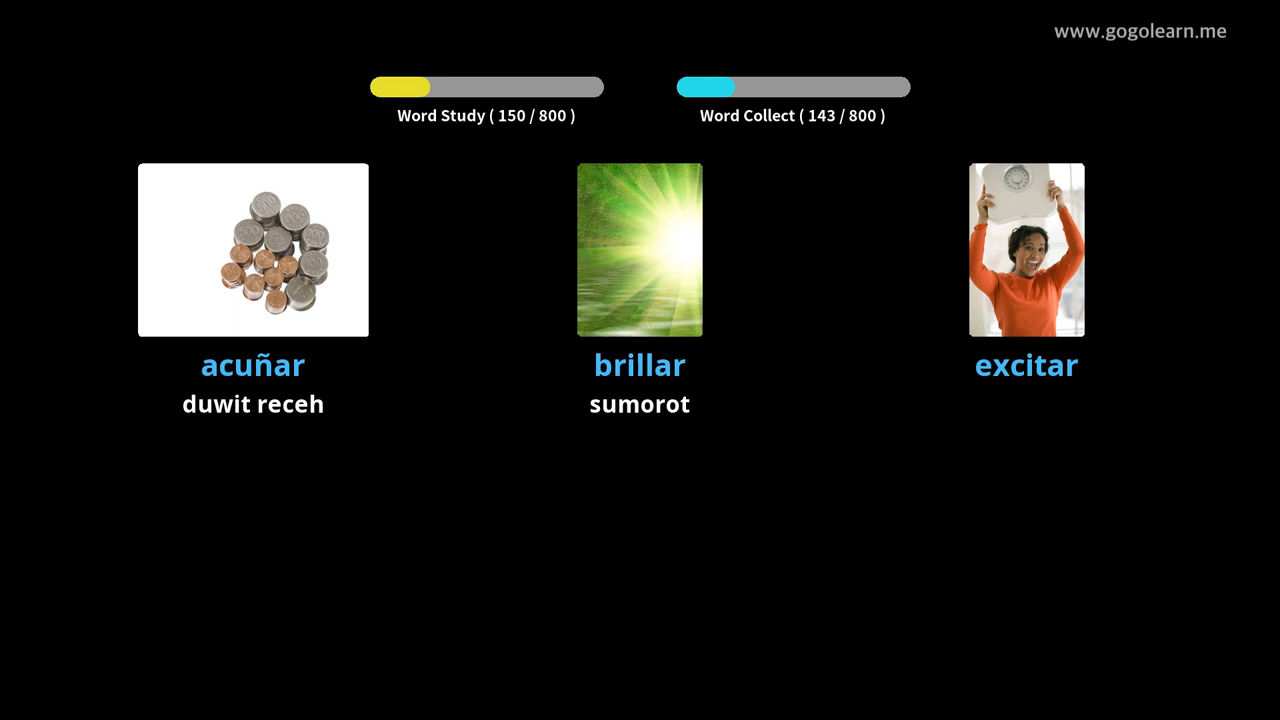 www.gogolearn.me
Word Study ( 150 / 800 )
Word Collect ( 143 / 800 )
acuñar
duwit receh
brillar
sumorot
excitar